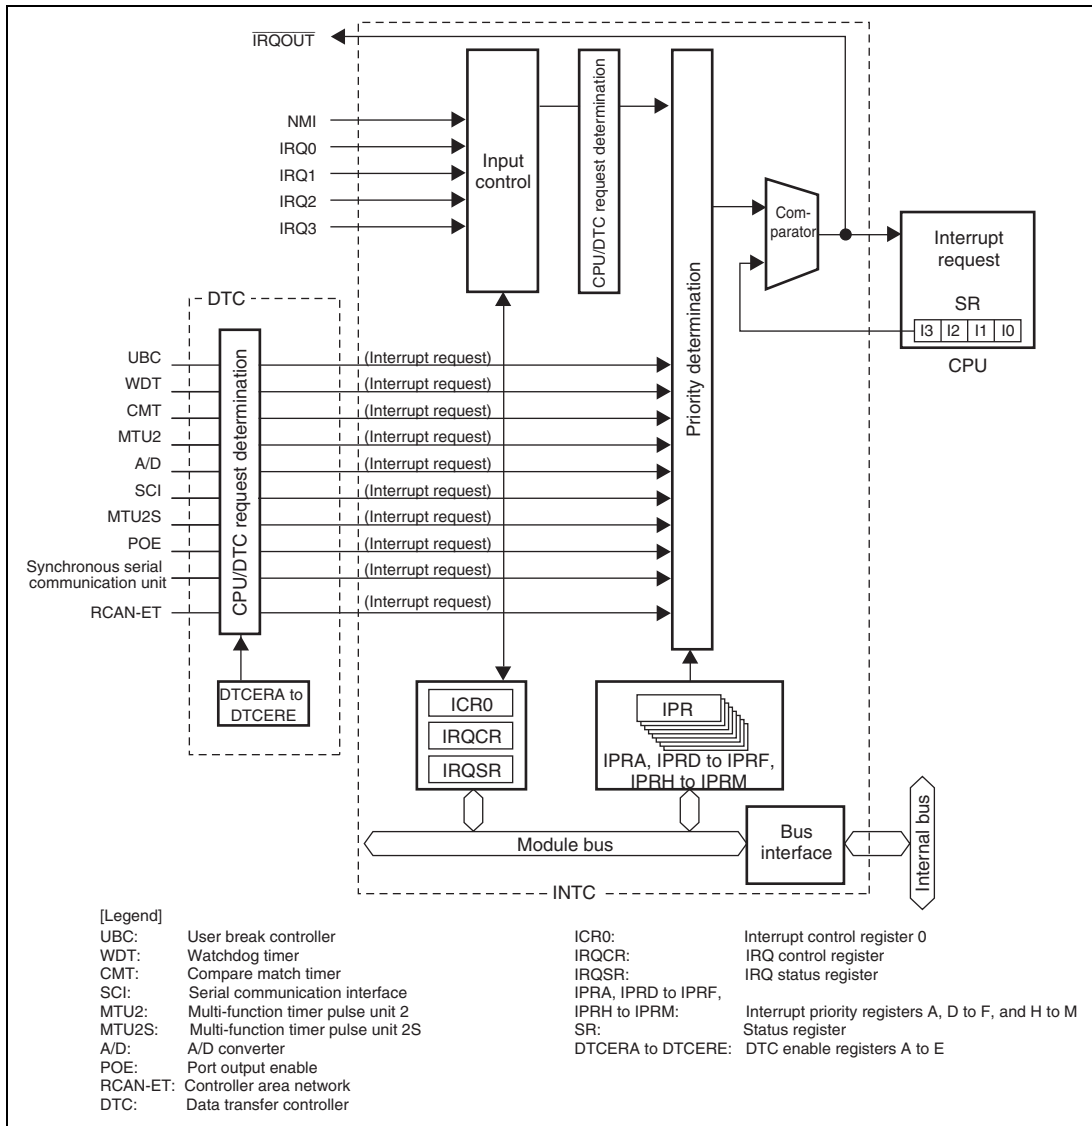 IRQOUT
NMI
IRQ0
IRQ1
IRQ2
IRQ3
Input
control
CPU/DTC request determination
Priority determination
Com-
parator
Interrupt
request
SR
I3 I2 I1 I0
CPU
DTC
UBC
WDT
CMT
MTU2
A/D
SCI
MTU2S
POE
Synchronous serial
communication unit
RCAN-ET
CPU/DTC request determination
(Interrupt request)
(Interrupt request)
(Interrupt request)
(Interrupt request)
(Interrupt request)
(Interrupt request)
(Interrupt request)
(Interrupt request)
(Interrupt request)
(Interrupt request)
DTCERA to
DTCERE
ICR0
IRQCR
IRQSR
IPR
IPRA, IPRD to IPRF,
IPRH to IPRM
Module bus
Bus
interface
Internal bus
INTC
[Legend]
UBC: User break controller
WDT: Watchdog timer
CMT: Compare match timer
SCI: Serial communication interface
MTU2: Multi-function timer pulse unit 2
MTU2S: Multi-function timer pulse unit 2S
A/D: A/D converter
POE: Port output enable
RCAN-ET: Controller area network
DTC: Data transfer controller
ICR0: Interrupt control register 0
IRQCR: IRQ control register
IRQSR: IRQ status register
IPRA, IPRD to IPRF,
IPRH to IPRM: Interrupt priority registers A, D to F, and H to M
SR: Status register
DTCERA to DTCERE: DTC enable registers A to E